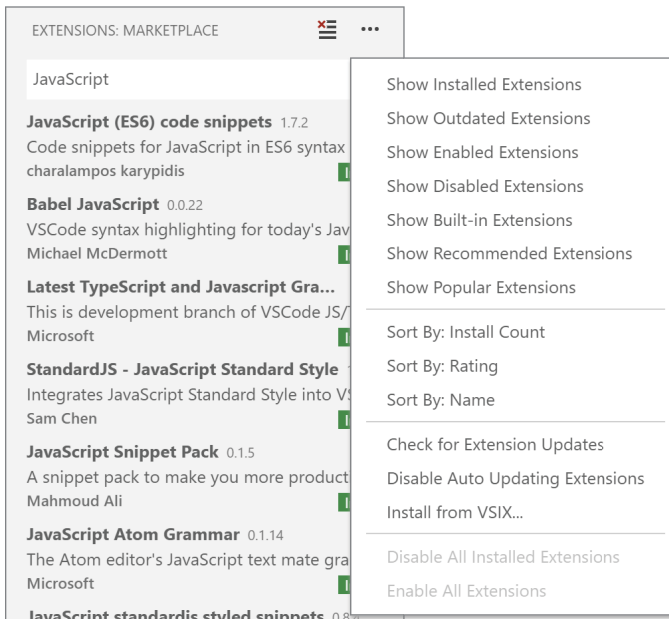 EXTENSIONS: MARKETPLACE
JavaScript
JavaScript (ES6) code snippets 1.7.2
Code snippets for JavaScript in ES6 syntax
charalampos karypidis
Babel JavaScript 0.0.22
VSCode syntax highlighting for today's Jav
Michael McDermott
Latest TypeScript and Javascript Gra...
This is development branch of VSCode JS/
Microsoft
StandardJS - JavaScript Standard Style
Integrates JavaScript Standard Style into VS
Sam Chen
JavaScript Snippet Pack 0.1.5
A snippet pack to make you more product
Mahmoud Ali
JavaScript Atom Grammar 0.1.14
The Atom editor's JavaScript text mate gra
Microsoft
JavaScript standardjs styled snippets 0.8
Show Installed Extensions
Show Outdated Extensions
Show Enabled Extensions
Show Disabled Extensions
Show Built-in Extensions
Show Recommended Extensions
Show Popular Extensions
Sort By: Install Count
Sort By: Rating
Sort By: Name
Check for Extension Updates
Disable Auto Updating Extensions
Install from VSIX...
Disable All Installed Extensions
Enable All Extensions